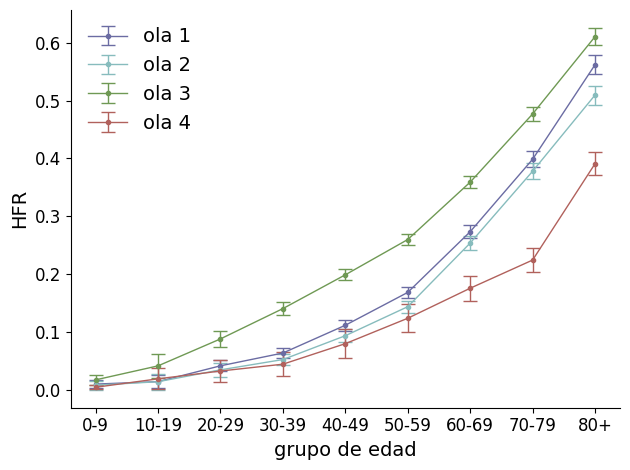 ola 1
ola 2
ola 3
ola 4
HFR
0.6
0.5
0.4
0.3
0.2
0.1
0.0
0-9 10-19 20-29 30-39 40-49 50-59 60-69 70-79 80+
grupo de edad